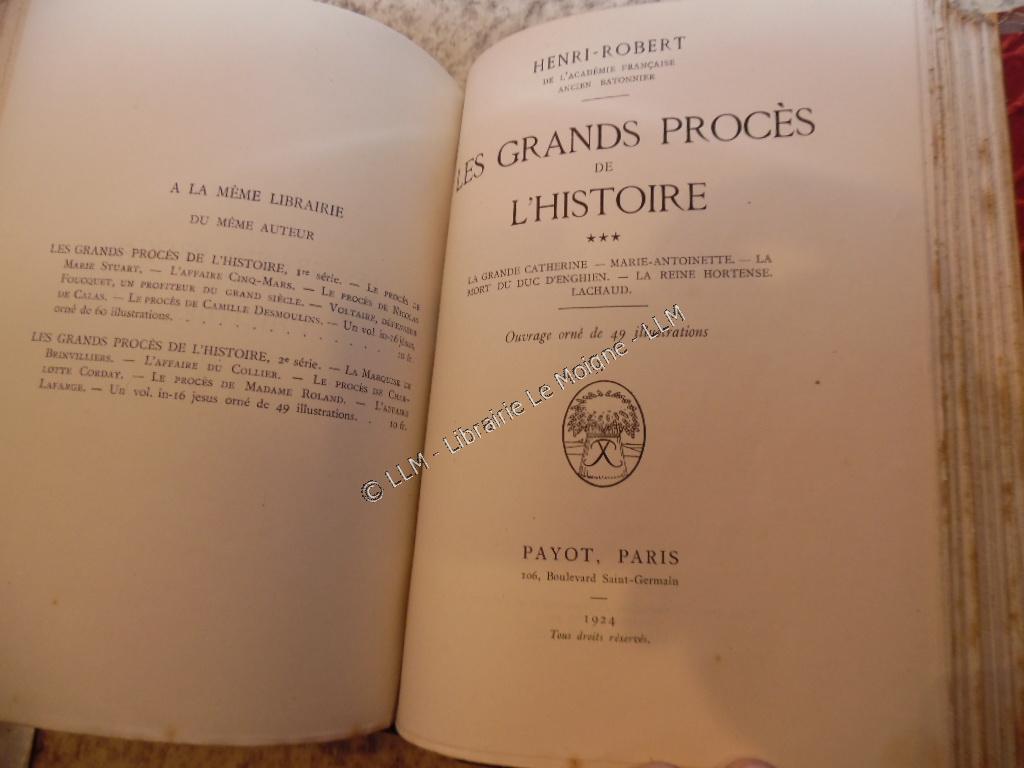 A LA MÊME LIBRAIRIE
DU MÊME AUTEUR
LES GRANDS PROCÈS DE L'HISTOIRE, 1re série. — LE PROCÈS DE
MARIE STUART. — L'AFFAIRE CINQ-MARS. — LE PROCÈS DE NICOLAS
FOUCQUET, UN PROFITEUR DU GRAND SIÈCLE. — VOLTAIRE, DÉFENSEUR
DE CALAS. — LE PROCÈS DE CAMILLE DESMOULINS. — Un vol in-16 jésus,
orné de 60 illustrations. . . . . . . . . . . . 10 fr.
LES GRANDS PROCÈS DE L'HISTOIRE, 2e série. — LA MARQUISE DE
BRINVILLIERS. — L'AFFAIRE DU COLLIER. — LE PROCÈS DE CHAR-
LOTTE CORDAY. — LE PROCÈS DE MADAME ROLAND. — L'AFFAIRE
LAFARGE. — Un vol. in-16 jesus orné de 49 illustrations. . 10 fr.
HENRI-ROBERT
DE L'ACADÉMIE FRANÇAISE
ANCIEN BATONNIER
LES GRANDS PROCÈS
DE
L'HISTOIRE
★★★
LA GRANDE CATHERINE — MARIE-ANTOINETTE. — LA
MORT DU DUC D'ENGHIEN. — LA REINE HORTENSE.
LACHAUD.
Ouvrage orné de 49 illustrations
PAYOT, PARIS
106, Boulevard Saint-Germain
1924
Tous droits réservés.
© LLM - Librairie Le Moigne - LLM